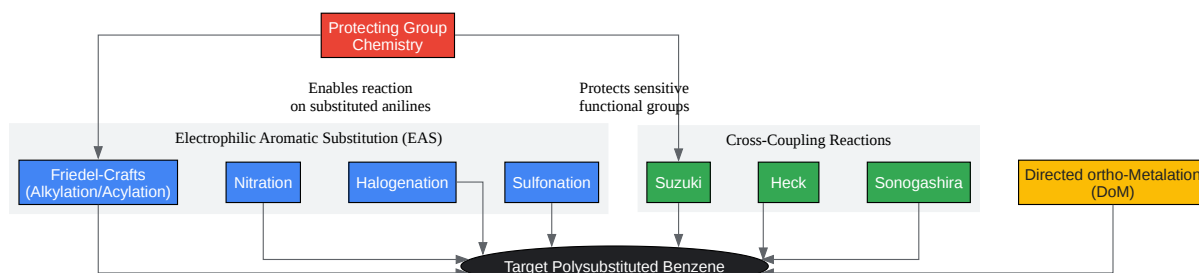 Protecting Group
Chemistry
Enables reaction
on substituted anilines
Protects sensitive
functional groups
Electrophilic Aromatic Substitution (EAS)
Cross-Coupling Reactions
Friedel-Crafts
(Alkylation/Acylation)
Nitration
Halogenation
Sulfonation
Suzuki
Heck
Sonogashira
Directed ortho-Metalation
(DoM)
Target Polysubstituted Benzene